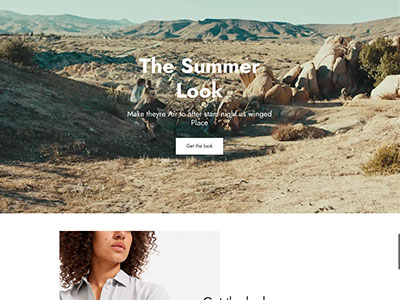 The Summer
Look
Make theyre Air to after stars night us winged
Place
Get the look